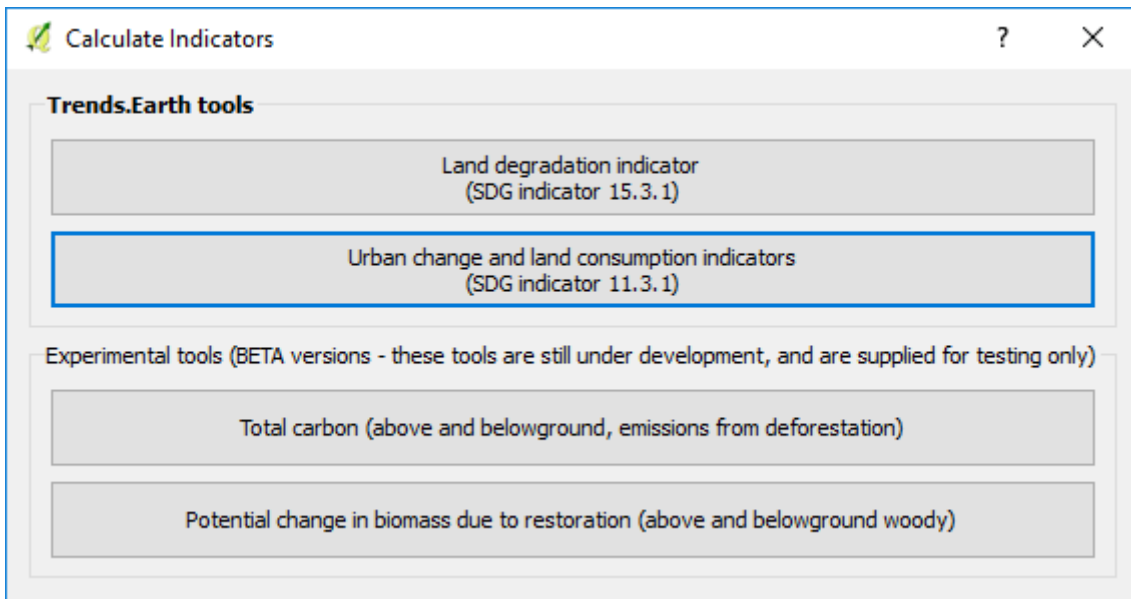 Calculate Indicators
?
Trends.Earth tools
Land degradation indicator
(SDG indicator 15.3.1)
Urban change and land consumption indicators
(SDG indicator 11.3.1)
Experimental tools (BETA versions - these tools are still under development, and are supplied for testing only)
Total carbon (above and belowground, emissions from deforestation)
Potential change in biomass due to restoration (above and belowground woody)